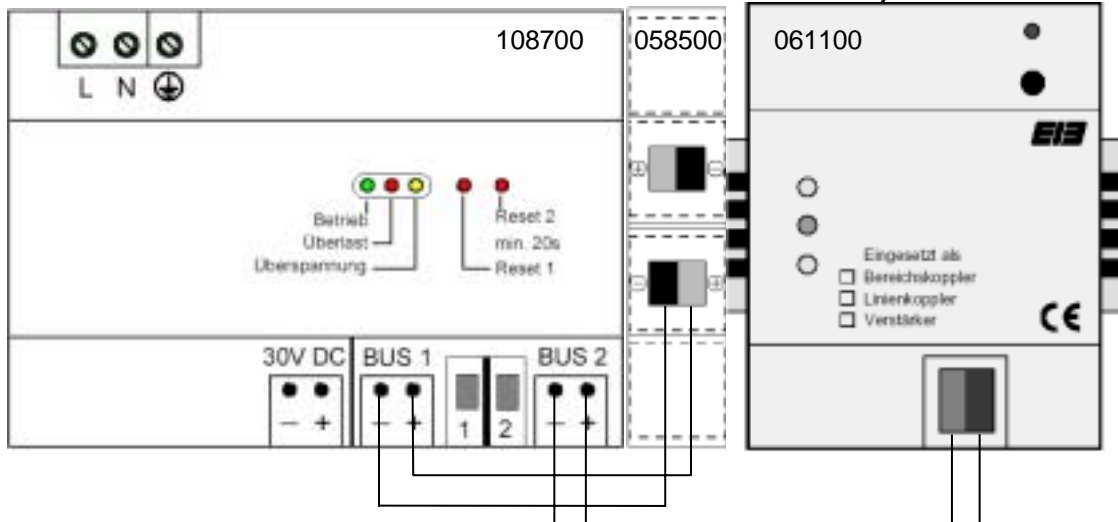 108700
058500
061100
L N
EIB
Betrieb
Überlast
Überspannung
Reset 2
min. 20s
Reset 1
Eingesetzt als
Bereichskoppler
Linienkoppler
Verstärker
CE
30V DC
BUS 1
BUS 2
- +
- +
1 2
- +
+ -
- +